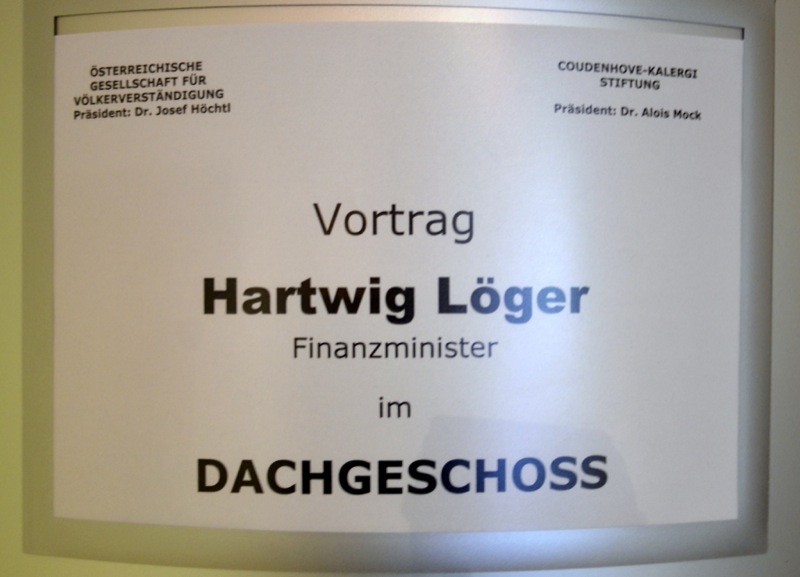 ÖSTERREICHISCHE
GESELLSCHAFT FÜR
VÖLKERVERSTÄNDIGUNG
Präsident: Dr. Josef Höchtl
COUDENHOVE-KALERGI
STIFTUNG
Präsident: Dr. Alois Mock
Vortrag
Hartwig Löger
Finanzminister
im
DACHGESCHOSS